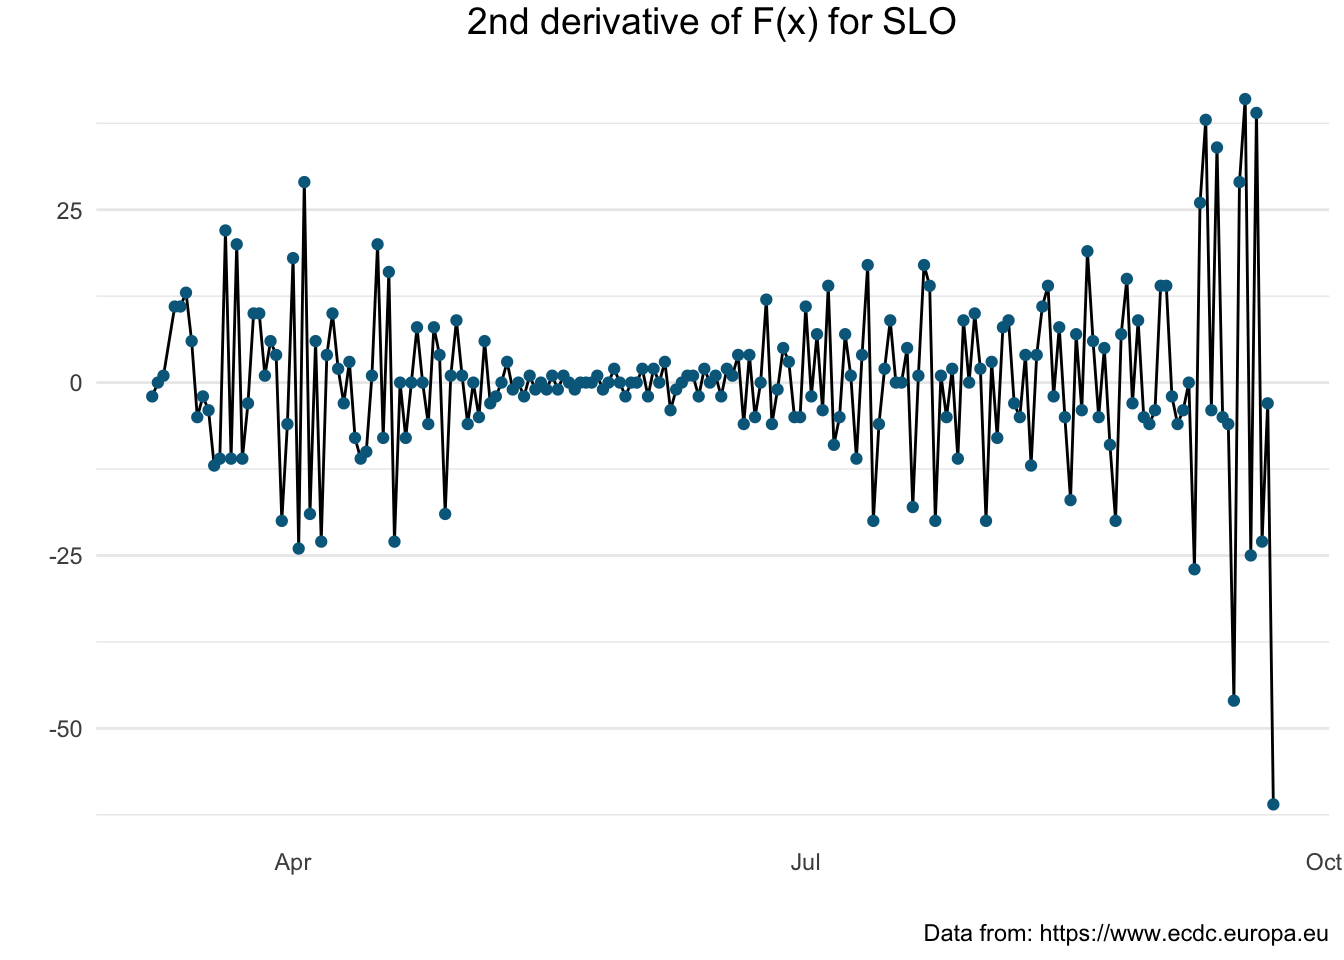 2nd derivative of F(x) for SLO
25
0
-25
-50
Apr
Jul
Oct
Data from: https://www.ecdc.europa.eu